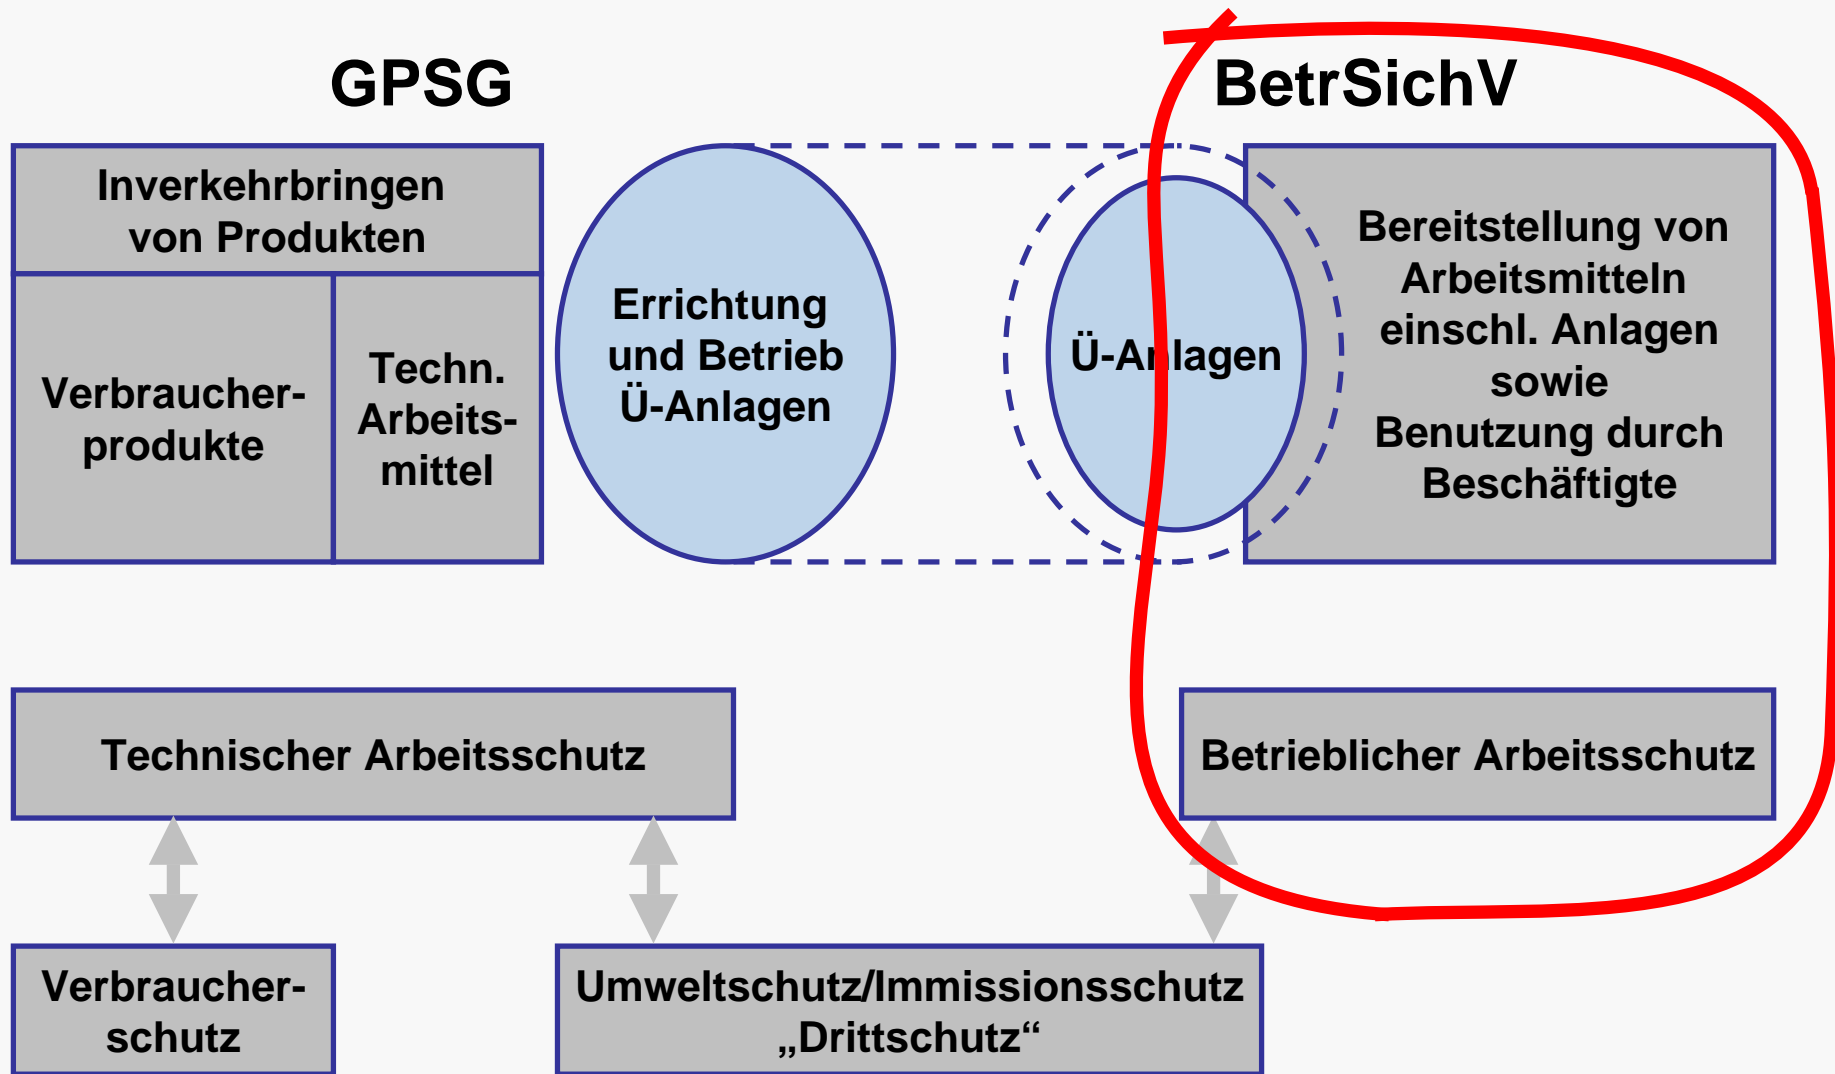 GPSG
BetrSichV
Inverkehrbringen
von Produkten
Verbraucher-
produkte
Techn.
Arbeits-
mittel
Errichtung
und Betrieb
Ü-Anlagen
Ü-Anlagen
Bereitstellung von
Arbeitsmitteln
einschl. Anlagen
sowie
Benutzung durch
Beschäftigte
Technischer Arbeitsschutz
Betrieblicher Arbeitsschutz
Verbraucher-
schutz
Umweltschutz/Immissionsschutz
„Drittschutz“